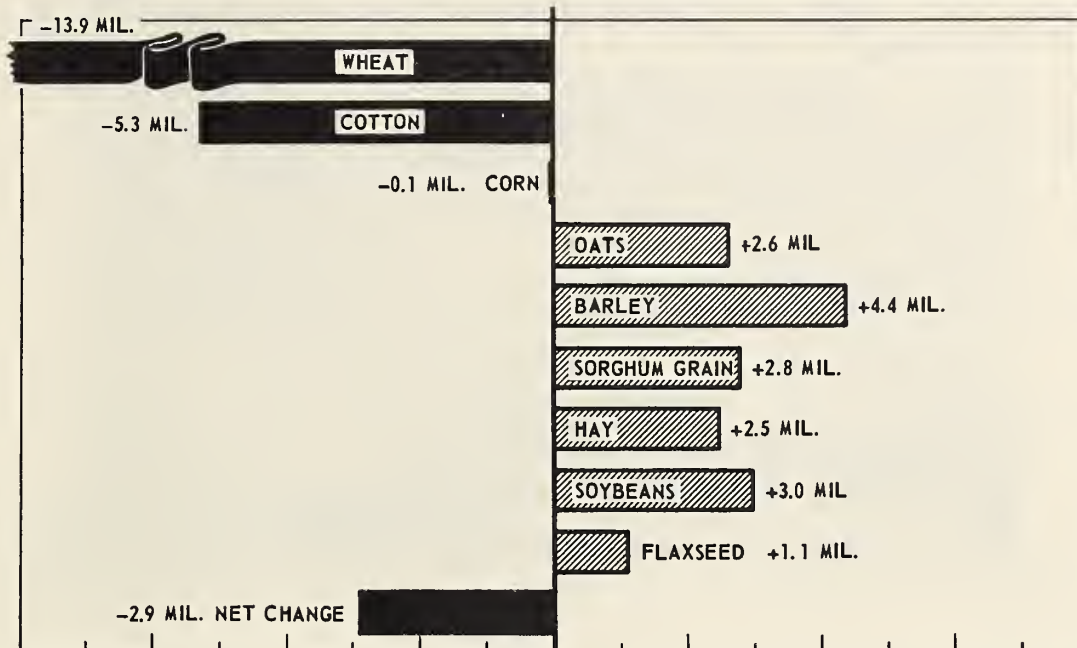 -13.9 MIL.
WHEAT
-5.3 MIL. COTTON
-0.1 MIL. CORN
OATS +2.6 MIL
BARLEY +4.4 MIL.
SORGHUM GRAIN +2.8 MIL.
HAY +2.5 MIL.
SOYBEANS +3.0 MIL
FLAXSEED +1.1 MIL.
-2.9 MIL. NET CHANGE